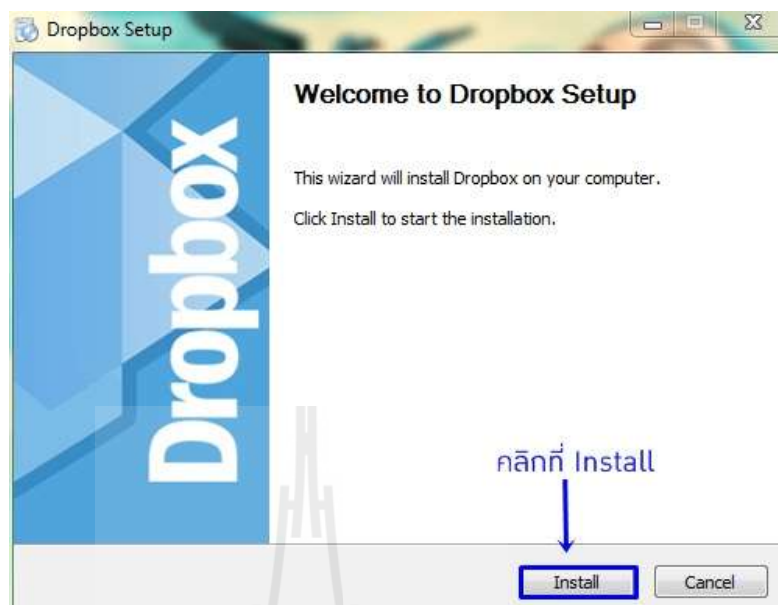 Dropbox Setup
Dropbox
Welcome to Dropbox Setup
This wizard will install Dropbox on your computer.
Click Install to start the installation.
คลิกที่ Install
Install
Cancel